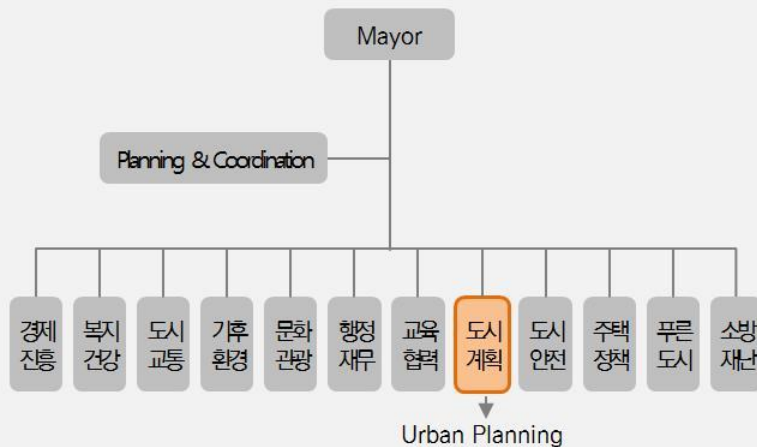 Mayor
Planning & Coordination
경제
진흥
복지
건강
도시
교통
기후
환경
문화
관광
행정
재무
교육
협력
도시
계획
도시
안전
주택
정책
푸른
도시
소방
재난
Urban Planning